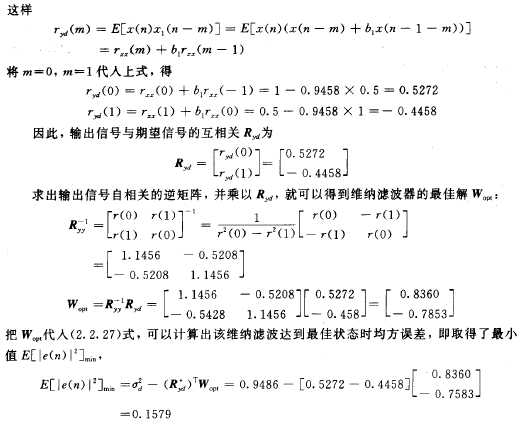 这样
r_yd(m) = E[x(n)x₁(n − m)] = E[x(n)(x(n − m) + b₁x(n − 1 − m))]
= r_xx(m) + b₁r_xx(m − 1)
将 m=0, m=1 代入上式, 得
r_yd(0) = r_xx(0) + b₁r_xx(− 1) = 1 − 0.9458 × 0.5 = 0.5272
r_yd(1) = r_xx(1) + b₁r_xx(0) = 0.5 − 0.9458 × 1 = − 0.4458
因此, 输出信号与期望信号的互相关 R_yd 为
R_yd = [r_yd(0) r_yd(1)] = [0.5272 − 0.4458]
求出输出信号自相关的逆矩阵, 并乘以 R_yd, 就可以得到维纳滤波器的最佳解 W_opt:
R_yy⁻¹ = [r(0) r(1) r(1) r(0)]⁻¹ = 1 / r²(0) − r²(1) [r(0) − r(1) − r(1) r(0)]
= [1.1456 − 0.5208 − 0.5208 1.1456]
W_opt = R_yy⁻¹R_yd = [1.1456 − 0.5208 − 0.5428 1.1456][0.5272 − 0.458] = [0.8360 − 0.7853]
把 W_opt 代入(2.2.27)式, 可以计算出该维纳滤波达到最佳状态时均方误差, 即取得了最小
值 E[|e(n)|²]_min,
E[|e(n)|²]_min = σ_d² − (R_yd*)ᵀW_opt = 0.9486 − [0.5272 − 0.4458][0.8360 − 0.7583]
= 0.1579